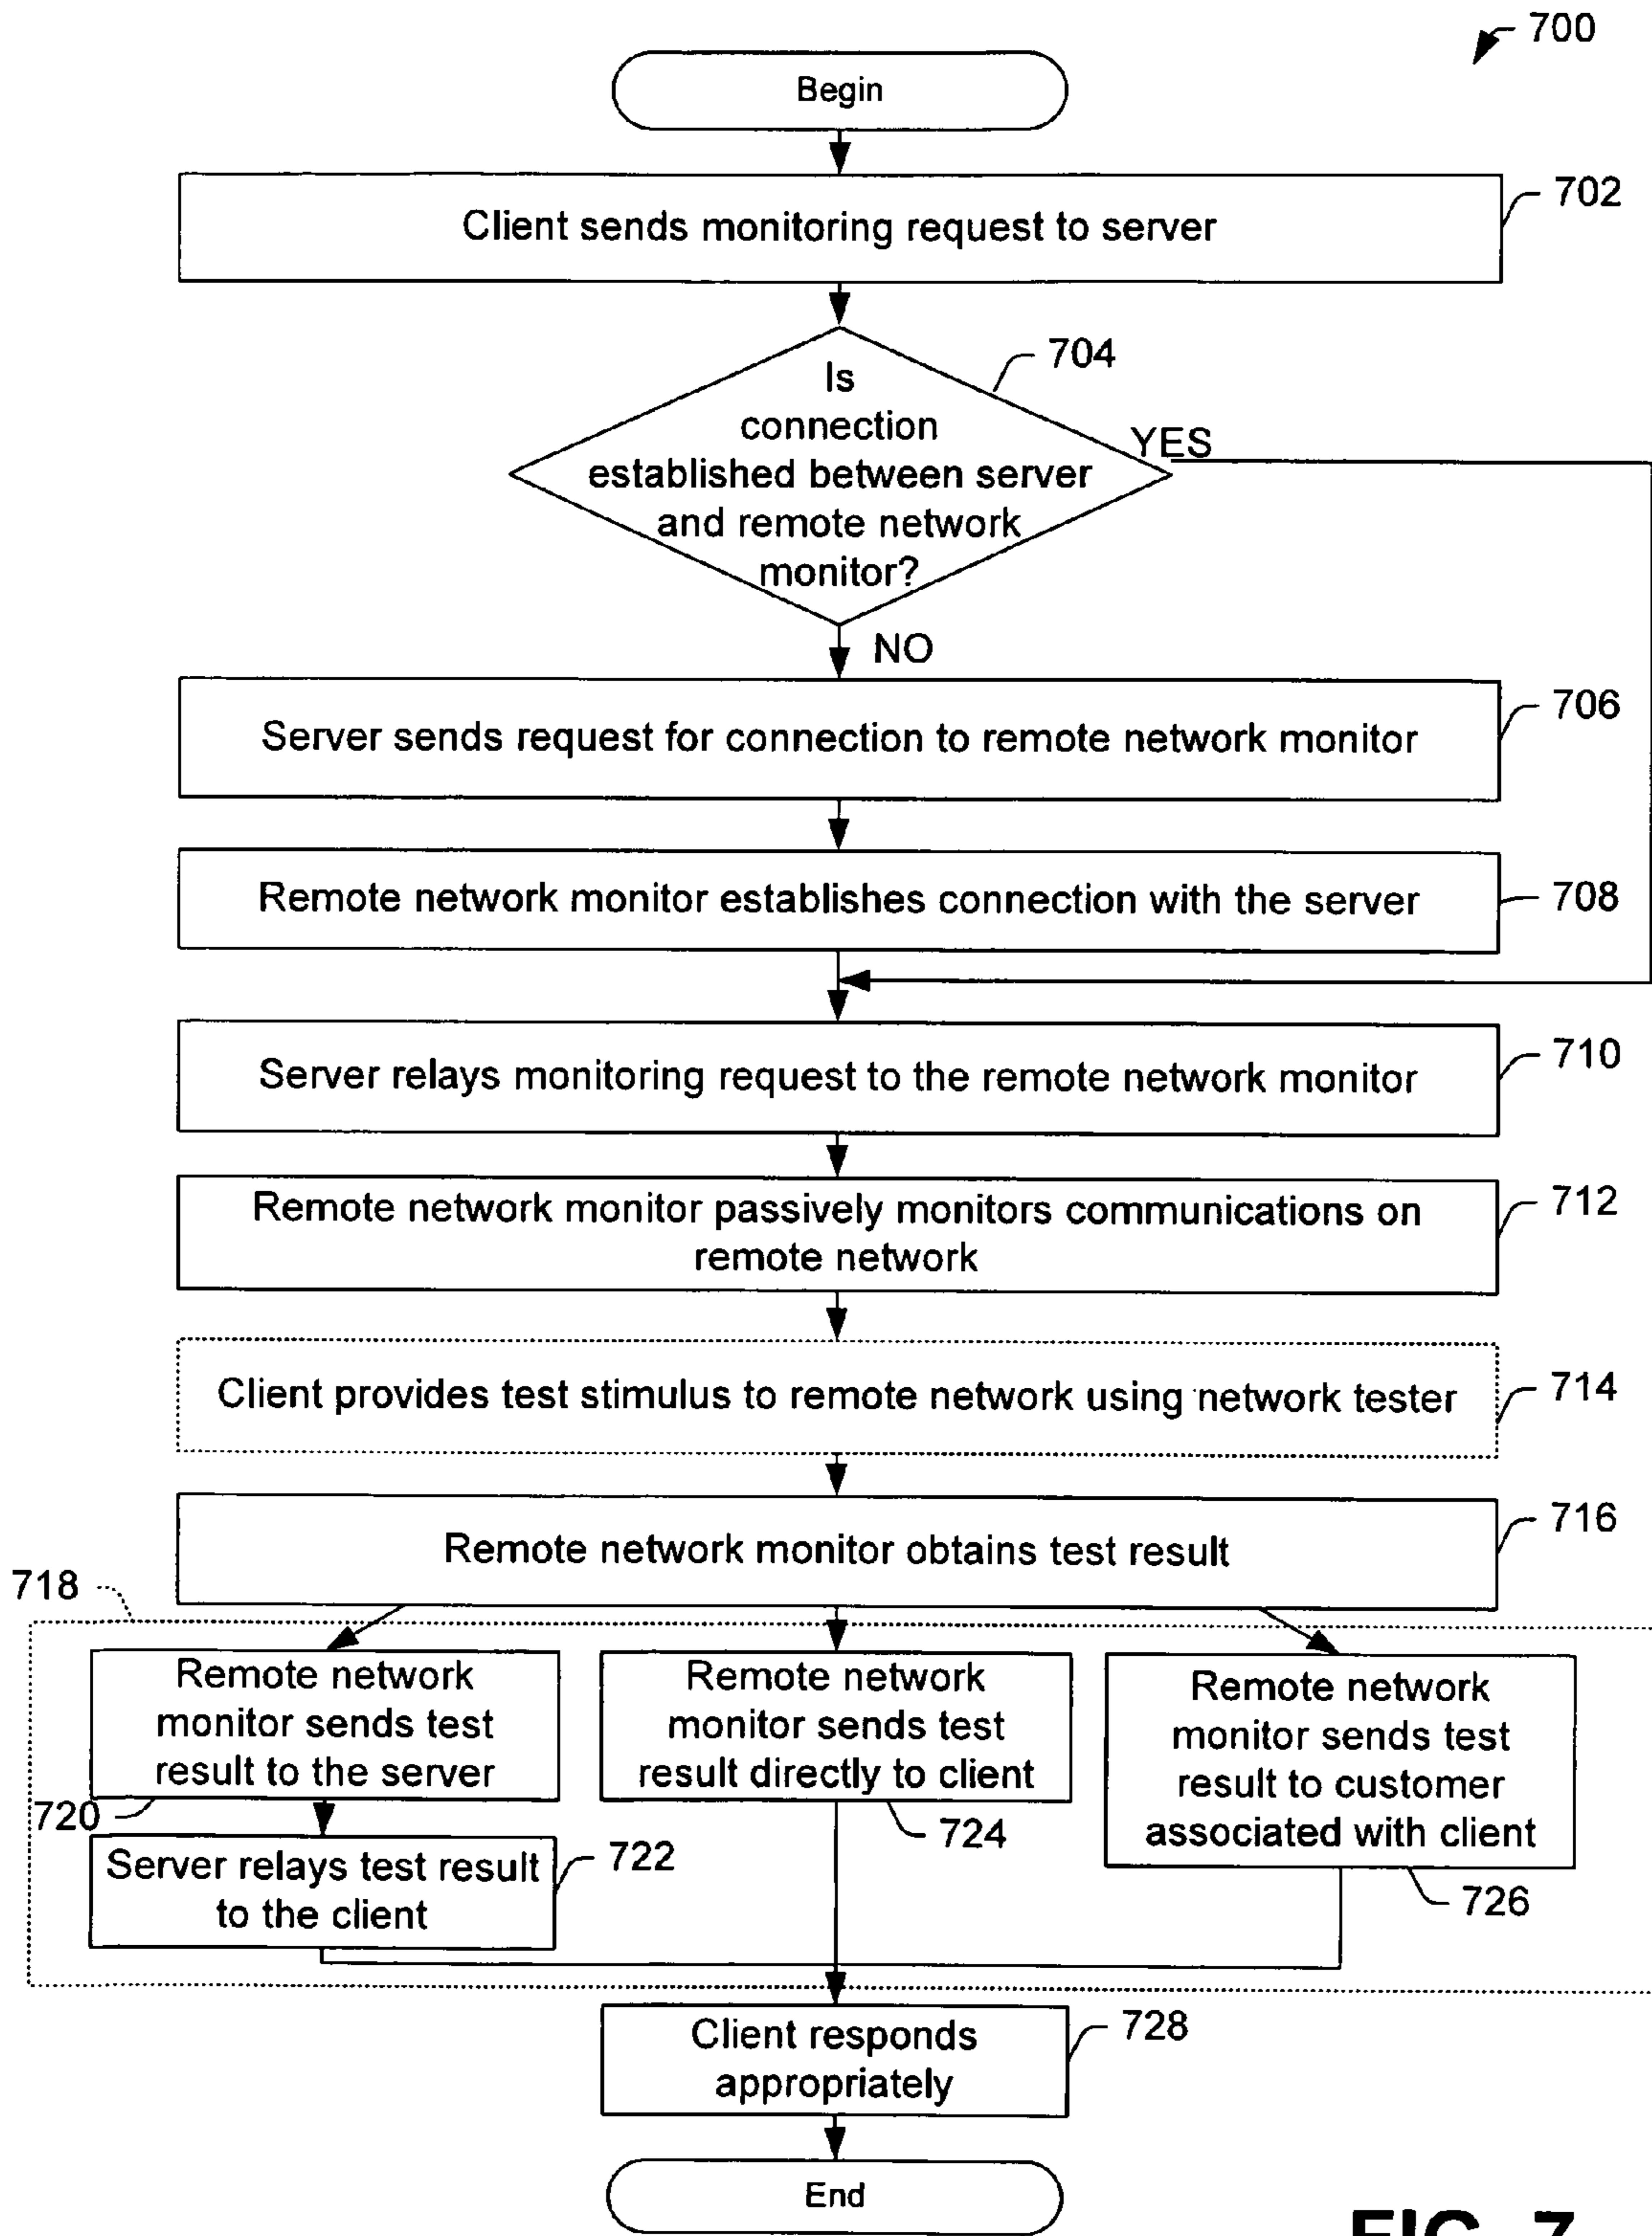 700
Begin
702
Client sends monitoring request to server
704
Is
connection
established between server
and remote network
monitor?
YES
NO
706
Server sends request for connection to remote network monitor
Remote network monitor establishes connection with the server
708
710
Server relays monitoring request to the remote network monitor
712
Remote network monitor passively monitors communications on
remote network
Client provides test stimulus to remote network using network tester
714
716
Remote network monitor obtains test result
718
Remote network
monitor sends test
result to the server
720
Server relays test result
to the client
722
Remote network
monitor sends test
result directly to client
724
Remote network
monitor sends test
result to customer
associated with client
726
Client responds
appropriately
728
End
FIG. 7